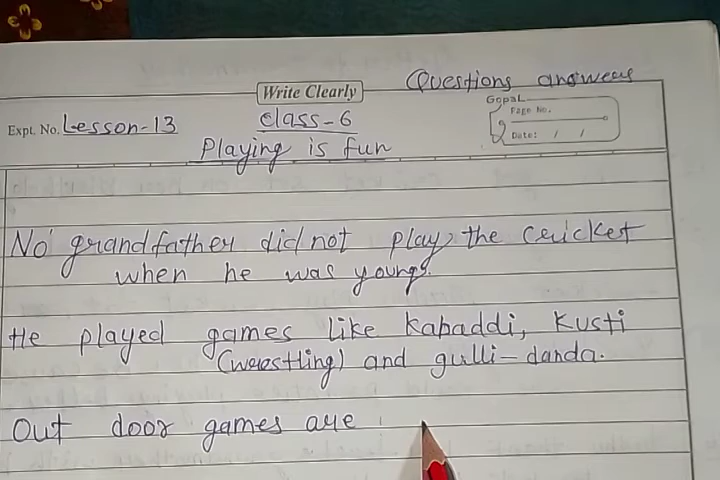 Questions answers
Write Clearly
Gopal
Page No.
Date: / /
Expt. No. Lesson-13
Class-6
Playing is fun
No grandfather did not play the cricket
when he was young.
He played games like Kabaddi, Kusti
(wrestling) and gulli-danda.
Out door games are